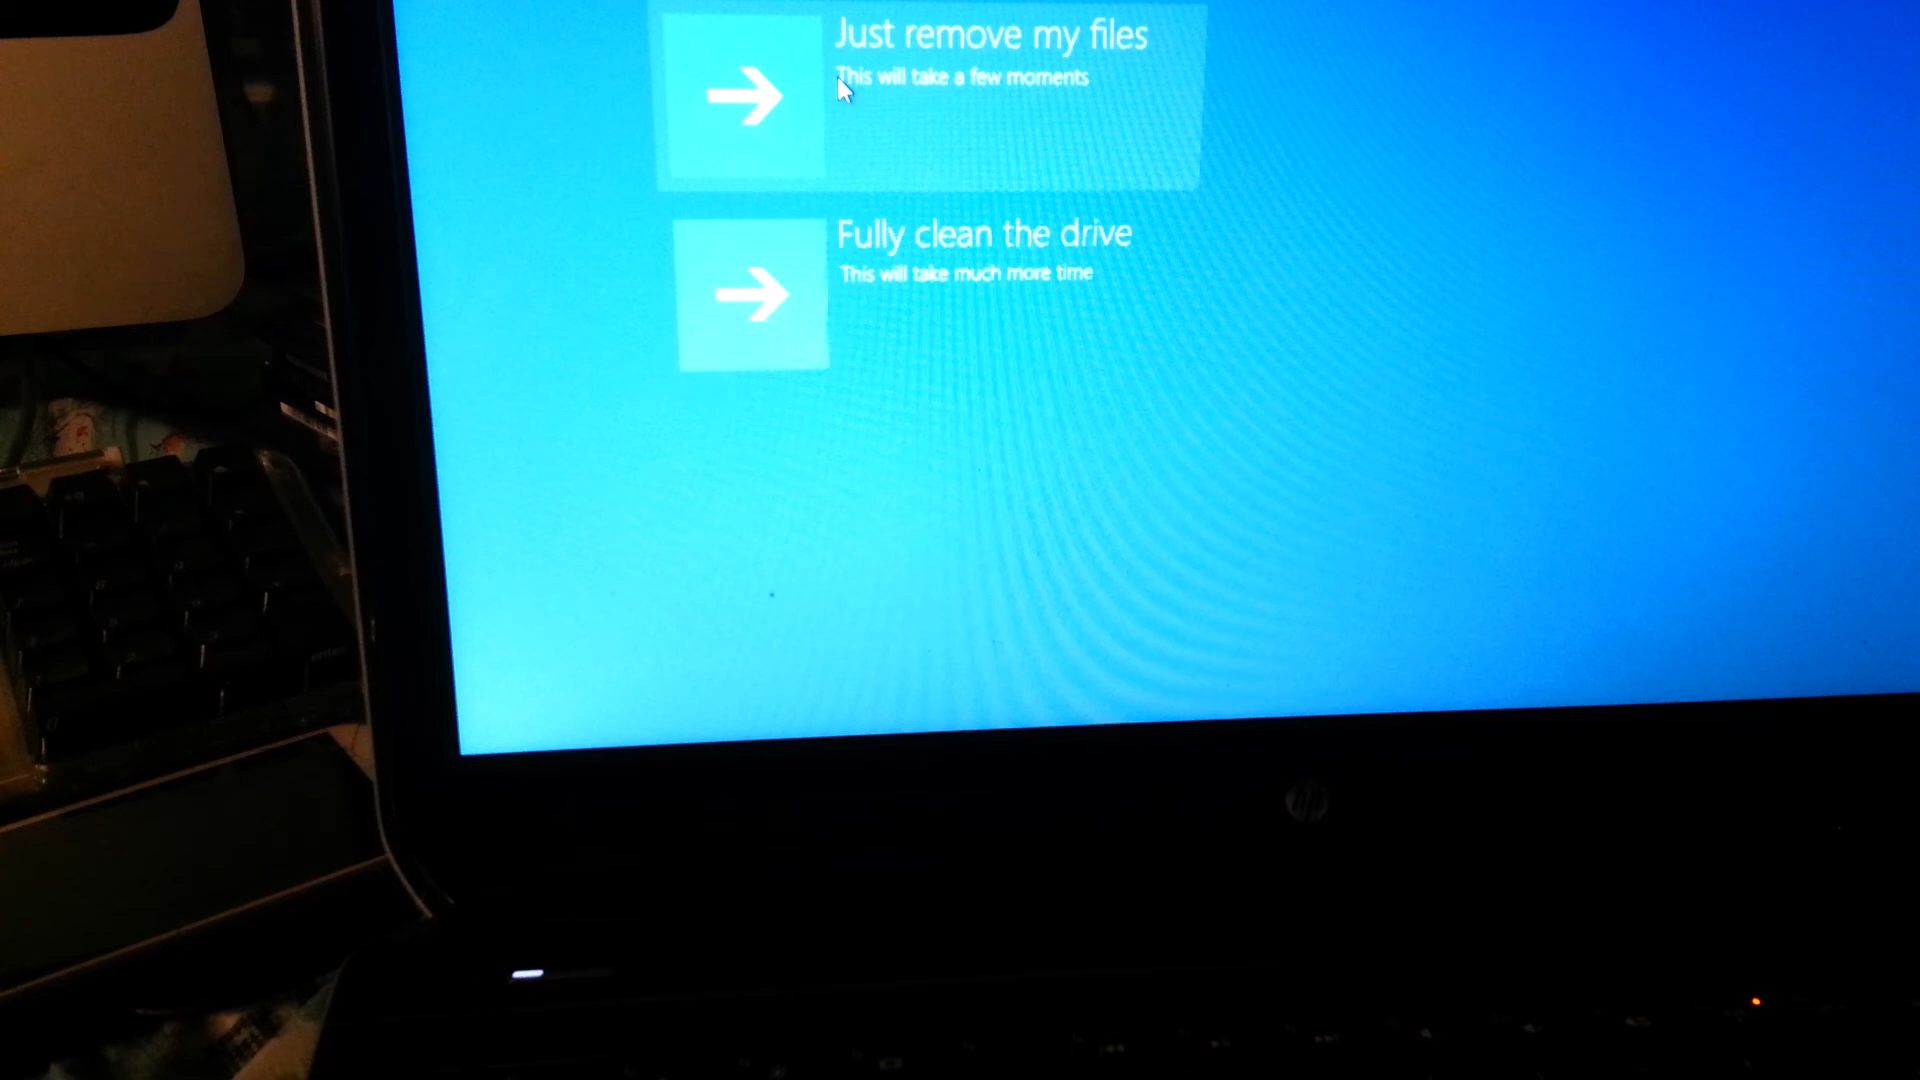 Just remove my files
This will take a few moments
Fully clean the drive
This will take much more time
hp